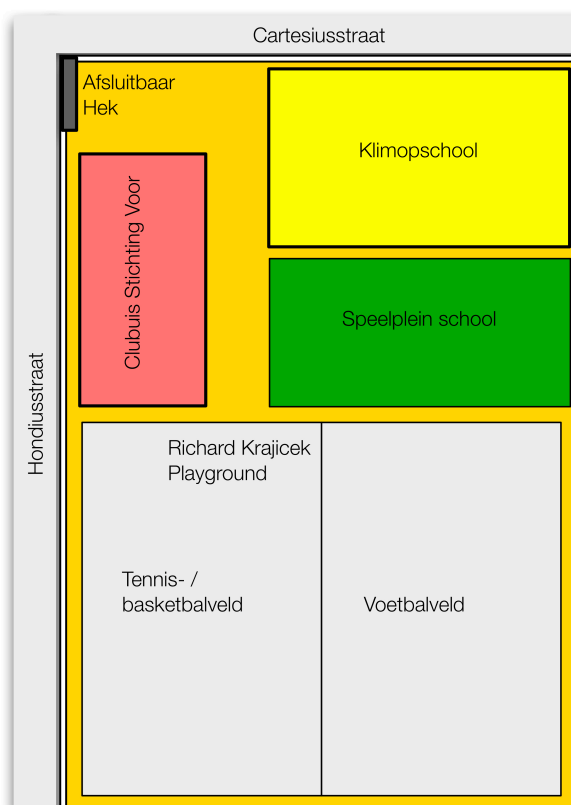 Cartesiusstraat
Afsluitbaar
Hek
Klimopschool
Clubuis Stichting Voor
Speelplein school
Hondiusstraat
Richard Krajicek
Playground
Tennis- /
basketbalveld
Voetbalveld